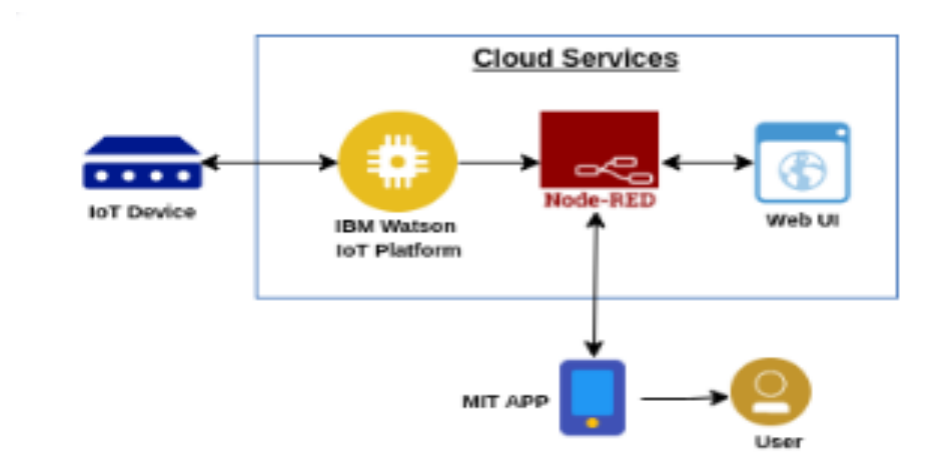 Cloud Services
IoT Device
IBM Watson
IoT Platform
Node-RED
Web UI
MIT APP
User